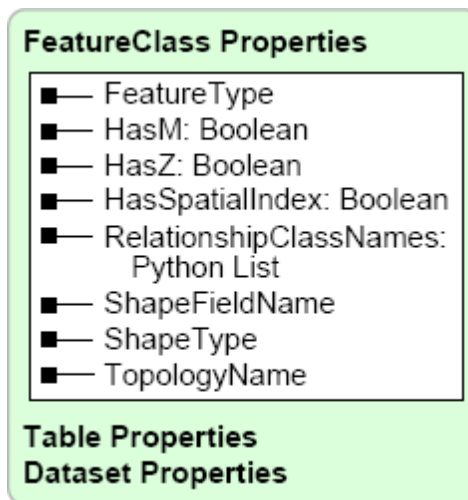 FeatureClass Properties
FeatureType
HasM: Boolean
HasZ: Boolean
HasSpatialIndex: Boolean
RelationshipClassNames:
Python List
ShapeFieldName
ShapeType
TopologyName
Table Properties
Dataset Properties